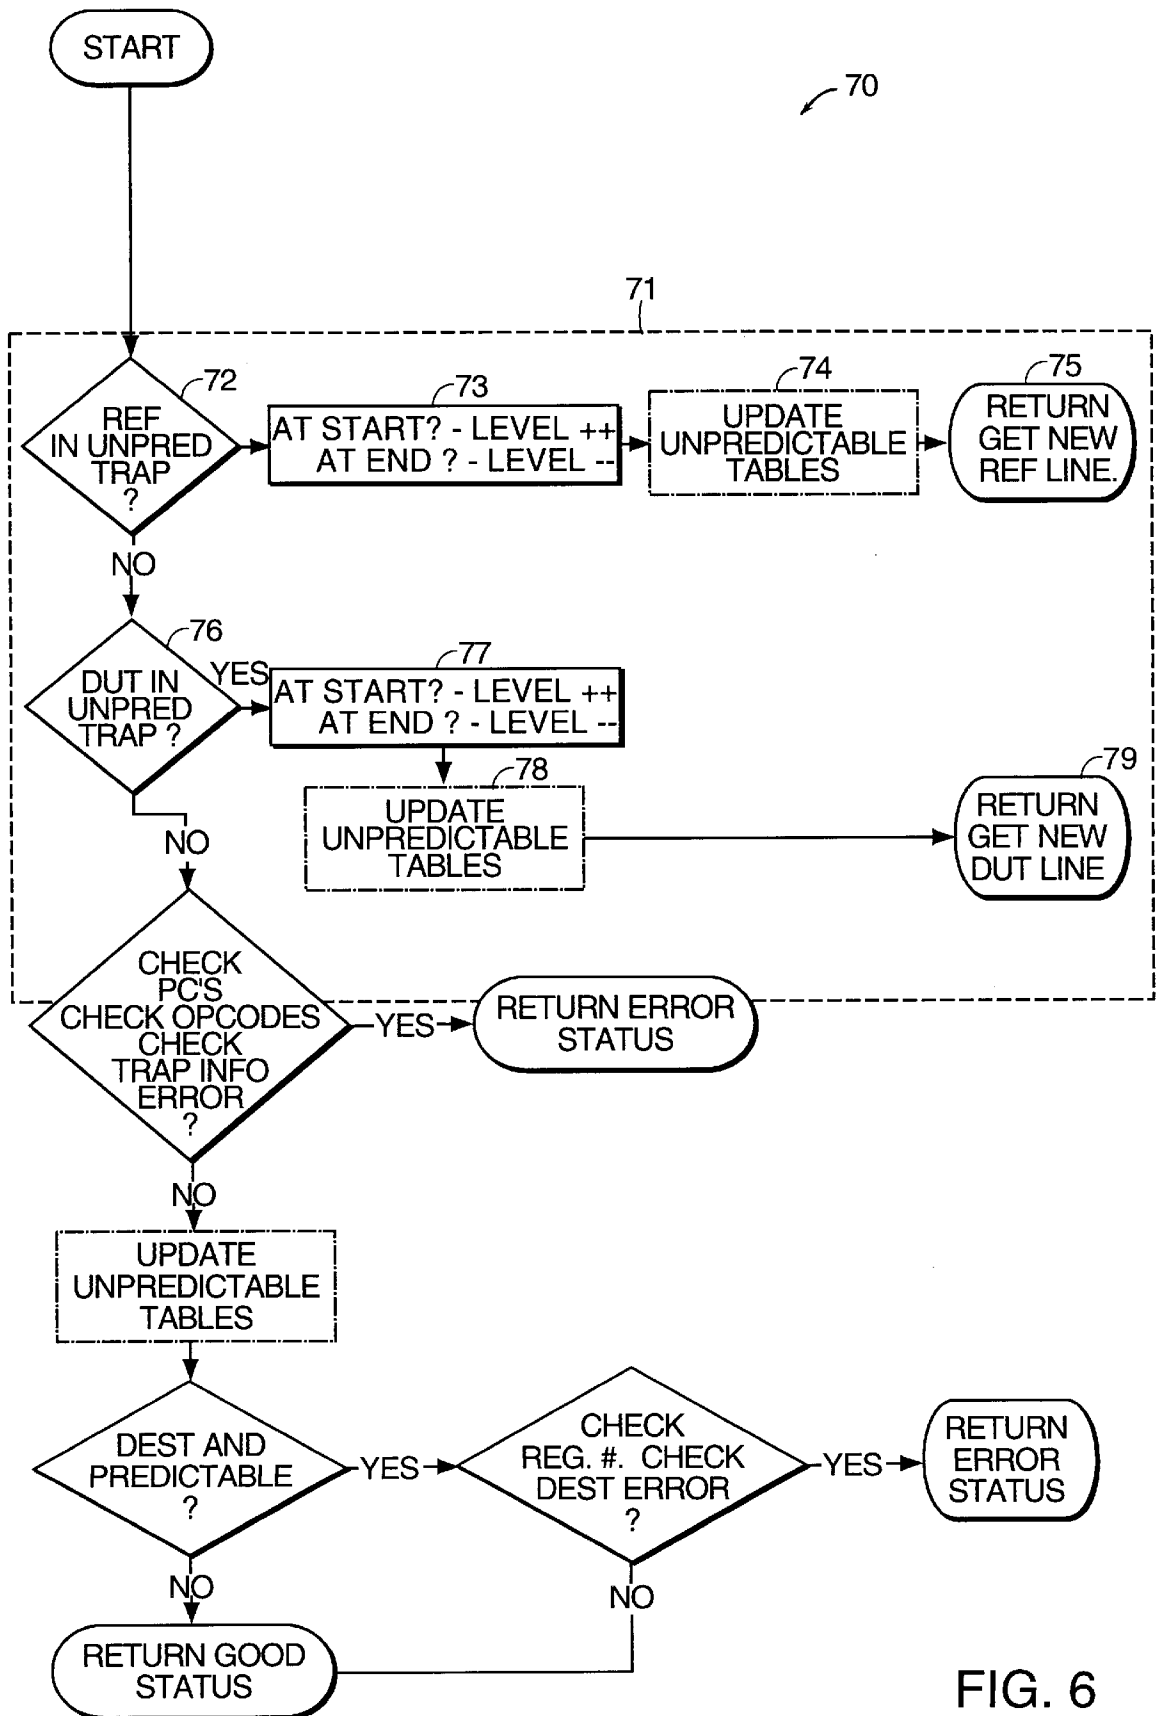 START
70
71
72
REF
IN UNPRED
TRAP
?
73
AT START? - LEVEL ++
AT END ? - LEVEL --
74
UPDATE
UNPREDICTABLE
TABLES
75
RETURN
GET NEW
REF LINE.
NO
76
DUT IN
UNPRED
TRAP ?
YES
77
AT START? - LEVEL ++
AT END ? - LEVEL --
78
UPDATE
UNPREDICTABLE
TABLES
79
RETURN
GET NEW
DUT LINE
NO
CHECK
PC'S
CHECK OPCODES
CHECK
TRAP INFO
ERROR
?
YES
RETURN ERROR
STATUS
NO
UPDATE
UNPREDICTABLE
TABLES
DEST AND
PREDICTABLE
?
YES
CHECK
REG. #. CHECK
DEST ERROR
?
YES
RETURN
ERROR
STATUS
NO
NO
RETURN GOOD
STATUS
FIG. 6